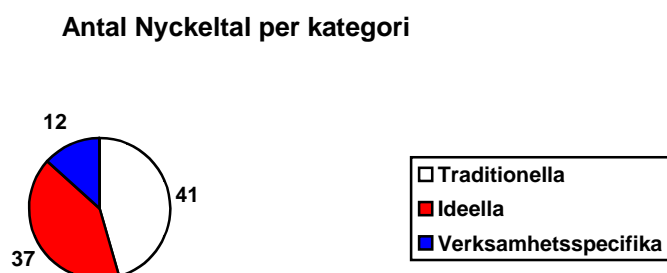 Antal Nyckeltal per kategori
12
41
37
Traditionella
Ideella
Verksamhetsspecifika